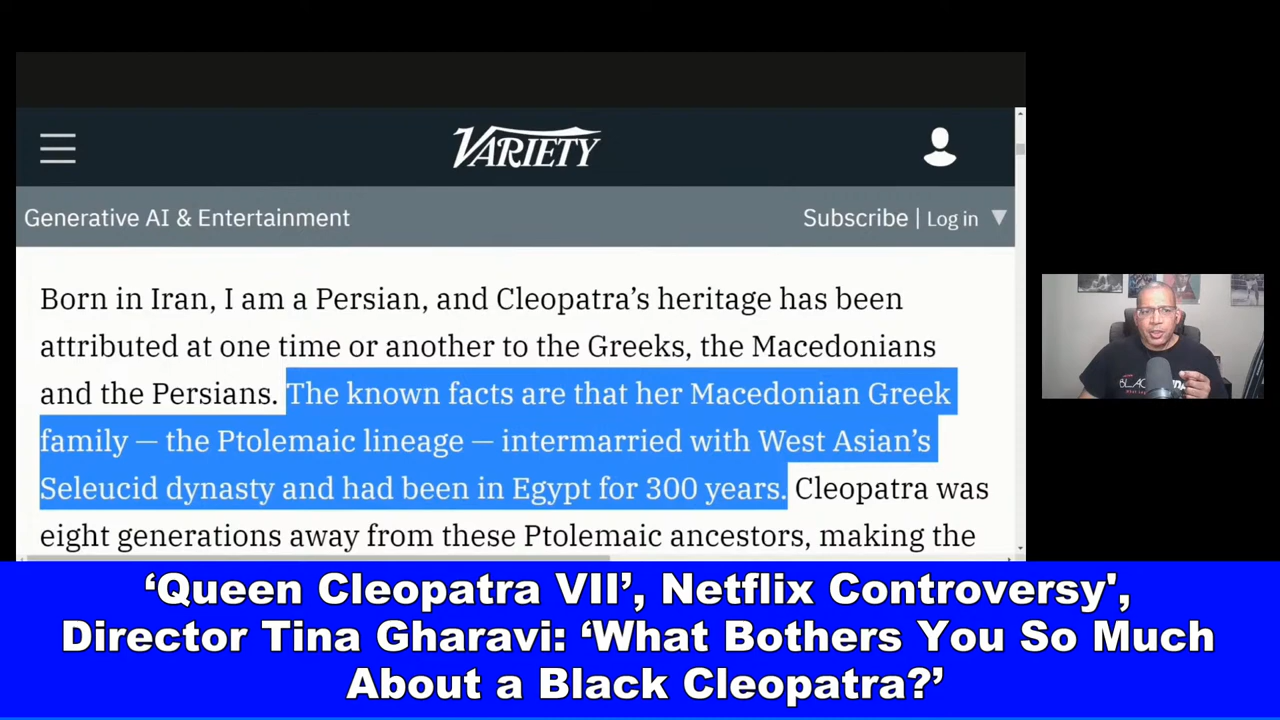 VARIETY
Generative AI & Entertainment
Subscribe | Log in ▼
Born in Iran, I am a Persian, and Cleopatra’s heritage has been
attributed at one time or another to the Greeks, the Macedonians
and the Persians. The known facts are that her Macedonian Greek
family — the Ptolemaic lineage — intermarried with West Asian’s
Seleucid dynasty and had been in Egypt for 300 years. Cleopatra was
eight generations away from these Ptolemaic ancestors, making the
‘Queen Cleopatra VII’, Netflix Controversy',
Director Tina Gharavi: ‘What Bothers You So Much
About a Black Cleopatra?’